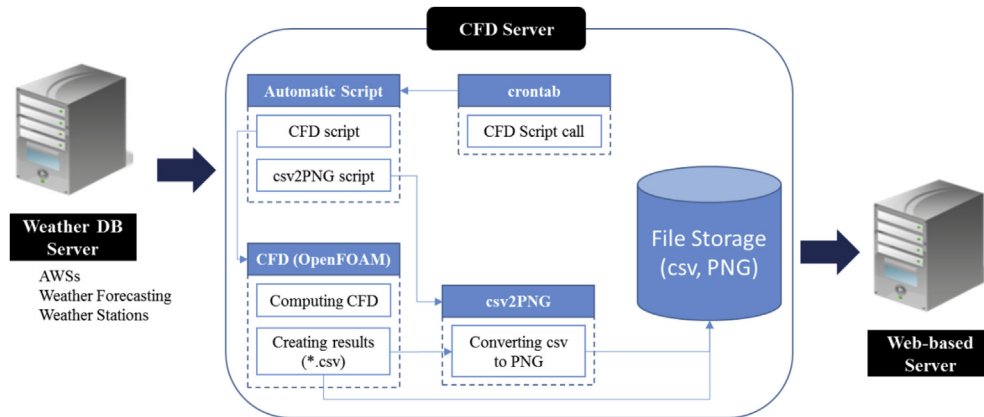 CFD Server
Automatic Script
crontab
CFD script
CFD Script call
csv2PNG script
Weather DB
Server
AWSs
Weather Forecasting
Weather Stations
CFD (OpenFOAM)
Computing CFD
Creating results
(*.csv)
csv2PNG
Converting csv
to PNG
File Storage
(csv, PNG)
Web-based
Server